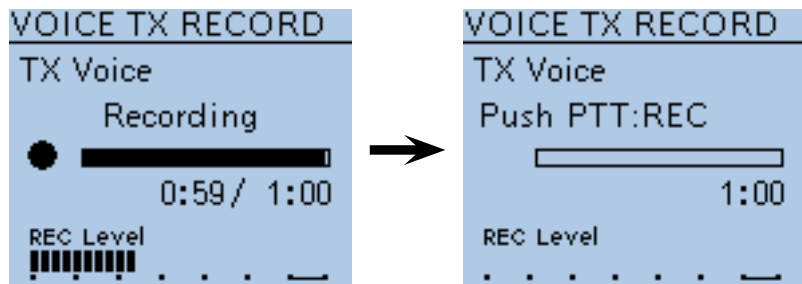 VOICE TX RECORD
TX Voice
Recording
0:59/ 1:00
REC Level
VOICE TX RECORD
TX Voice
Push PTT:REC
1:00
REC Level